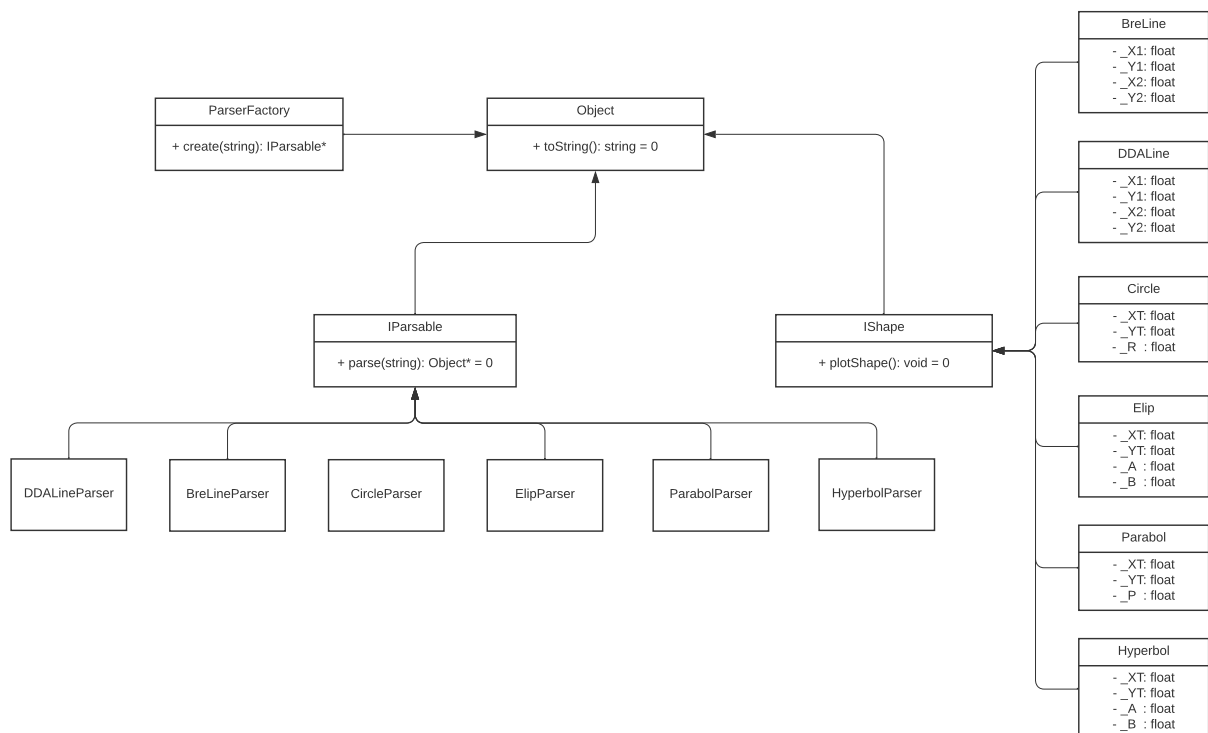 BreLine
- _X1: float
- _Y1: float
- _X2: float
- _Y2: float
ParserFactory
+ create(string): IParsable*
Object
+ toString(): string = 0
DDALine
- _X1: float
- _Y1: float
- _X2: float
- _Y2: float
Circle
- _XT: float
- _YT: float
- _R : float
IParsable
+ parse(string): Object* = 0
IShape
+ plotShape(): void = 0
Elip
- _XT: float
- _YT: float
- _A : float
- _B : float
DDALineParser
BreLineParser
CircleParser
ElipParser
ParabolParser
HyperbolParser
Parabol
- _XT: float
- _YT: float
- _P : float
Hyperbol
- _XT: float
- _YT: float
- _A : float
- _B : float